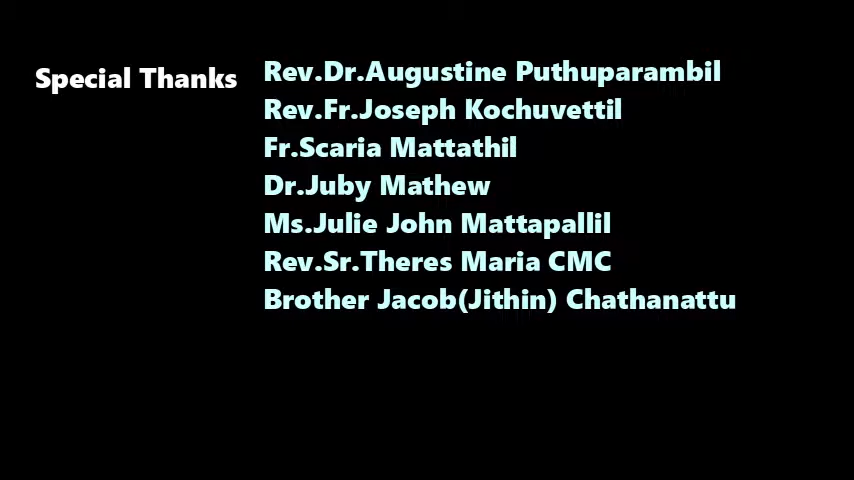 Special Thanks
Rev.Dr.Augustine Puthuparambil
Rev.Fr.Joseph Kochuvettil
Fr.Scaria Mattathil
Dr.Juby Mathew
Ms.Julie John Mattapallil
Rev.Sr.Theres Maria CMC
Brother Jacob(Jithin) Chathanattu